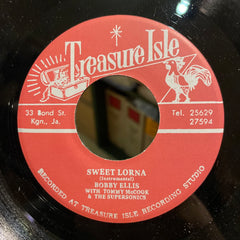 Treasure Isle
33 Bond St.
Kgn., Ja.
Tel. 25629
27594
SWEET LORNA
(Instrumental)
BOBBY ELLIS
WITH TOMMY McCOOK
& THE SUPERSONICS
RECORDED AT TREASURE ISLE RECORDING STUDIO